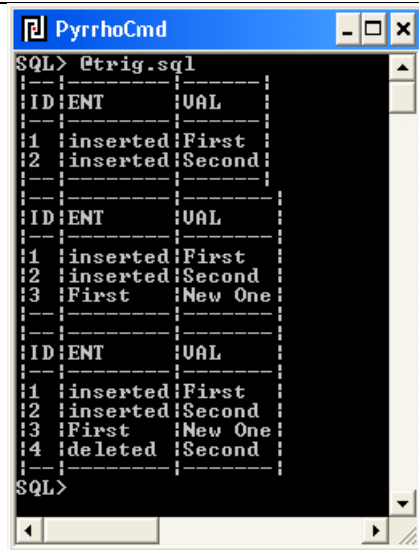 PyrrhoCmd
SQL> @trig.sql
|--|--------|------|
|ID|ENT     |VAL   |
|--|--------|------|
|1 |inserted|First |
|2 |inserted|Second|
|--|--------|------|
|--|--------|-------|
|ID|ENT     |VAL    |
|--|--------|-------|
|1 |inserted|First  |
|2 |inserted|Second |
|3 |First   |New One|
|--|--------|-------|
|--|--------|-------|
|ID|ENT     |VAL    |
|--|--------|-------|
|1 |inserted|First  |
|2 |inserted|Second |
|3 |First   |New One|
|4 |deleted |Second |
|--|--------|-------|
SQL>